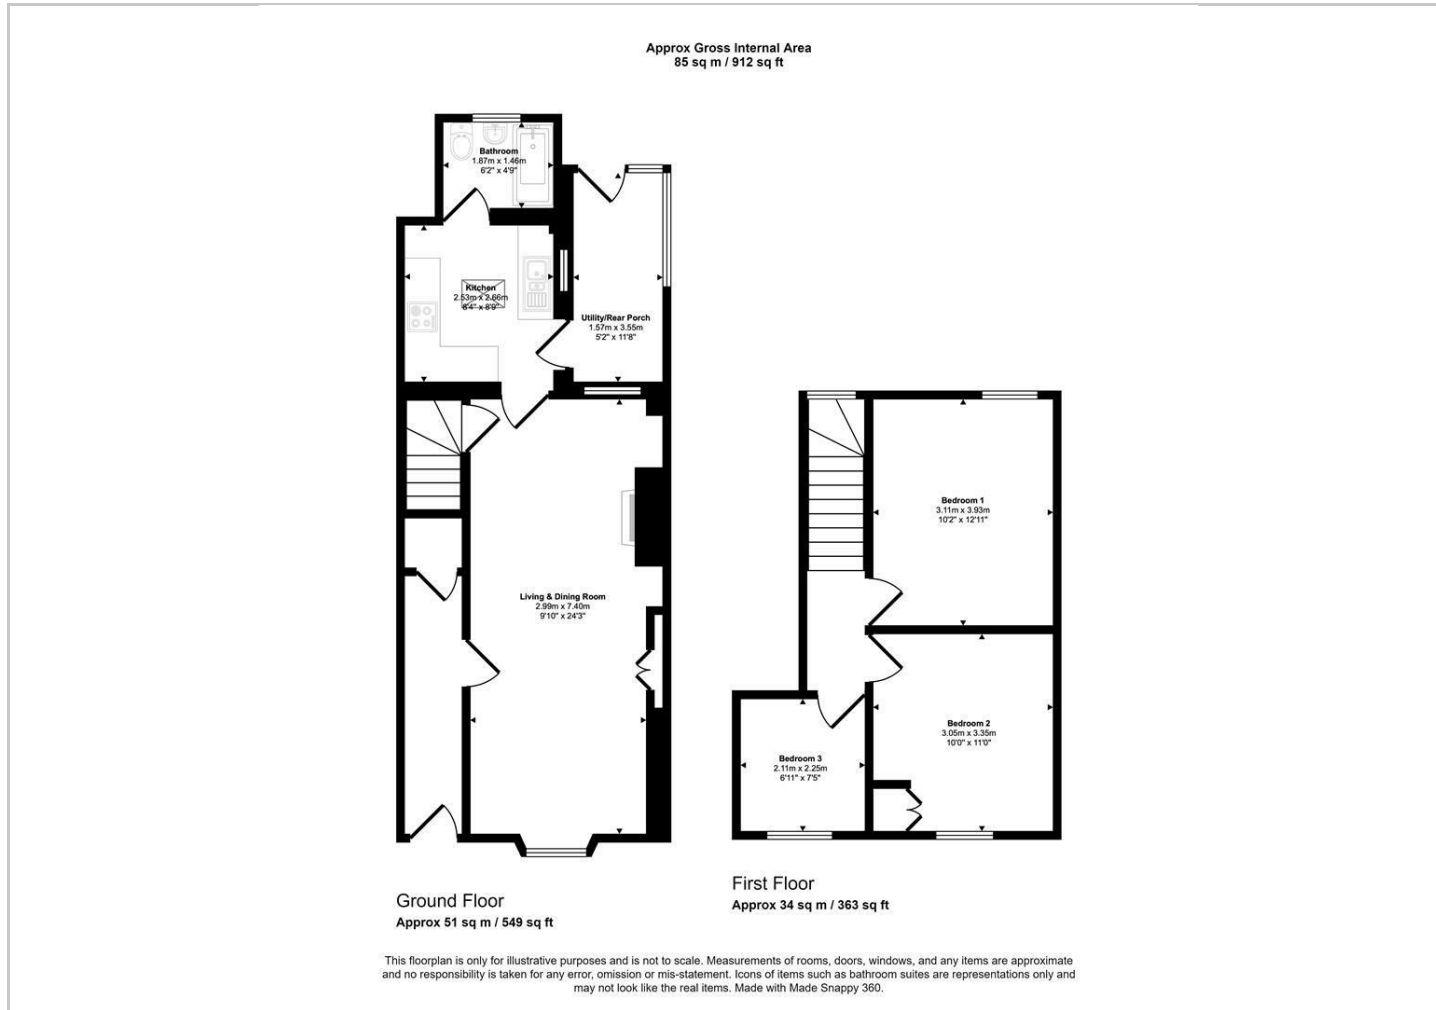 Approx Gross Internal Area
85 sq m / 912 sq ft
Bathroom
1.87m x 1.46m
6'2" x 4'9"
Kitchen
2.53m x 2.66m
8'4" x 8'9"
Utility/Rear Porch
1.57m x 3.55m
5'2" x 11'8"
Living & Dining Room
2.99m x 7.40m
9'10" x 24'3"
Bedroom 1
3.11m x 3.93m
10'2" x 12'11"
Bedroom 2
3.05m x 3.35m
10'0" x 11'0"
Bedroom 3
2.11m x 2.25m
6'11" x 7'5"
Ground Floor
Approx 51 sq m / 549 sq ft
First Floor
Approx 34 sq m / 363 sq ft
This floorplan is only for illustrative purposes and is not to scale. Measurements of rooms, doors, windows, and any items are approximate
and no responsibility is taken for any error, omission or mis-statement. Icons of items such as bathroom suites are representations only and
may not look like the real items. Made with Made Snappy 360.